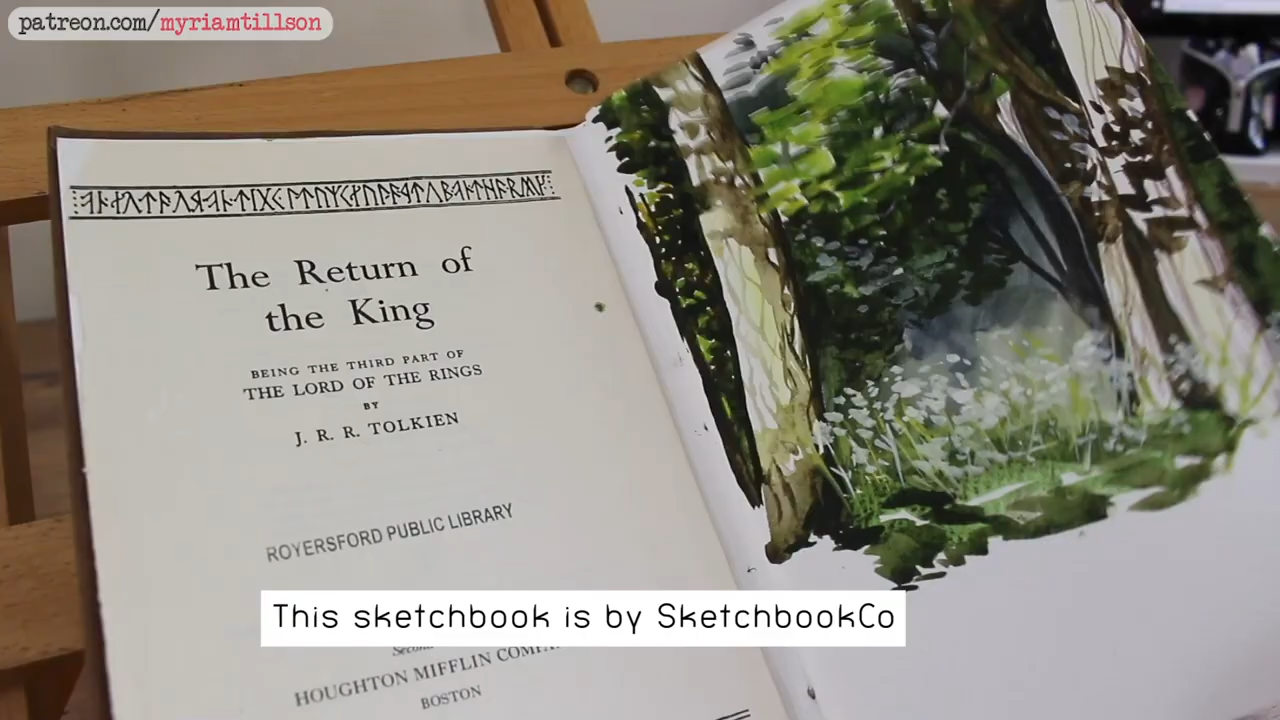 patreon.com/myriamtillson
The Return of
the King
BEING THE THIRD PART OF
THE LORD OF THE RINGS
BY
J. R. R. TOLKIEN
ROYERSFORD PUBLIC LIBRARY
This sketchbook is by SketchbookCo
HOUGHTON MIFFLIN
BOSTON